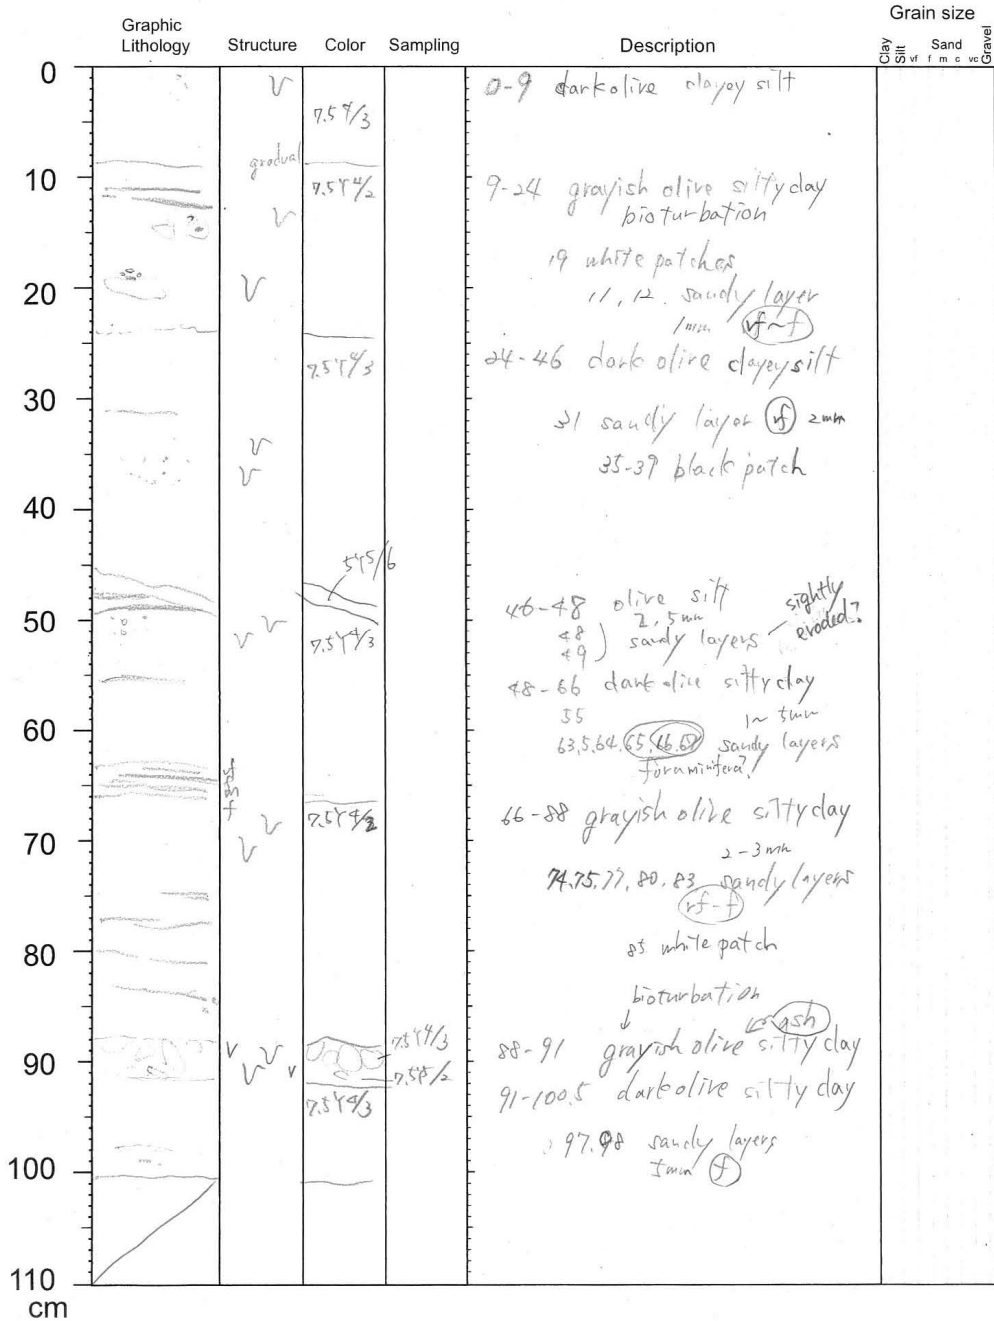 Grain size
Graphic
Lithology Structure Color Sampling Description
Clay Silt vf f m c vc Gravel
Sand
0
0-9 dark olive clayey silt
7.5Y4/3
gradual
10
7.5Y4/2
9-24 grayish olive silty clay
bioturbation
19 white patches
20
11, 12. sandy layer
1mm vf~f
7.5Y4/3
24-46 dark olive clayey silt
30
31 sandy layer vf 2mm
35-39 black patch
40
5Y5/6
46-48 olive silt
sightly
eroded?
2, 5mm
50
48
49 ) sandy layers
7.5Y4/3
48-66 dark olive silty clay
55 1~5mm
60
63.5, 64, 65, 66, 67 sandy layers
foraminifera?
7.5Y4/2
66-88 grayish olive silty clay
70
2-3mm
74, 75, 77, 80, 83 sandy layers
vf-f
80
85 white patch
bioturbation
ash
7.5Y4/3
88-91 grayish olive silty clay
90
7.5Y5/2
91-100.5 dark olive silty clay
7.5Y4/3
97, 98 sandy layers
100
5mm f
110
cm